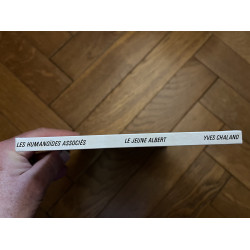 LES HUMANOÏDES ASSOCIÉS LE JEUNE ALBERT YVES CHALAND